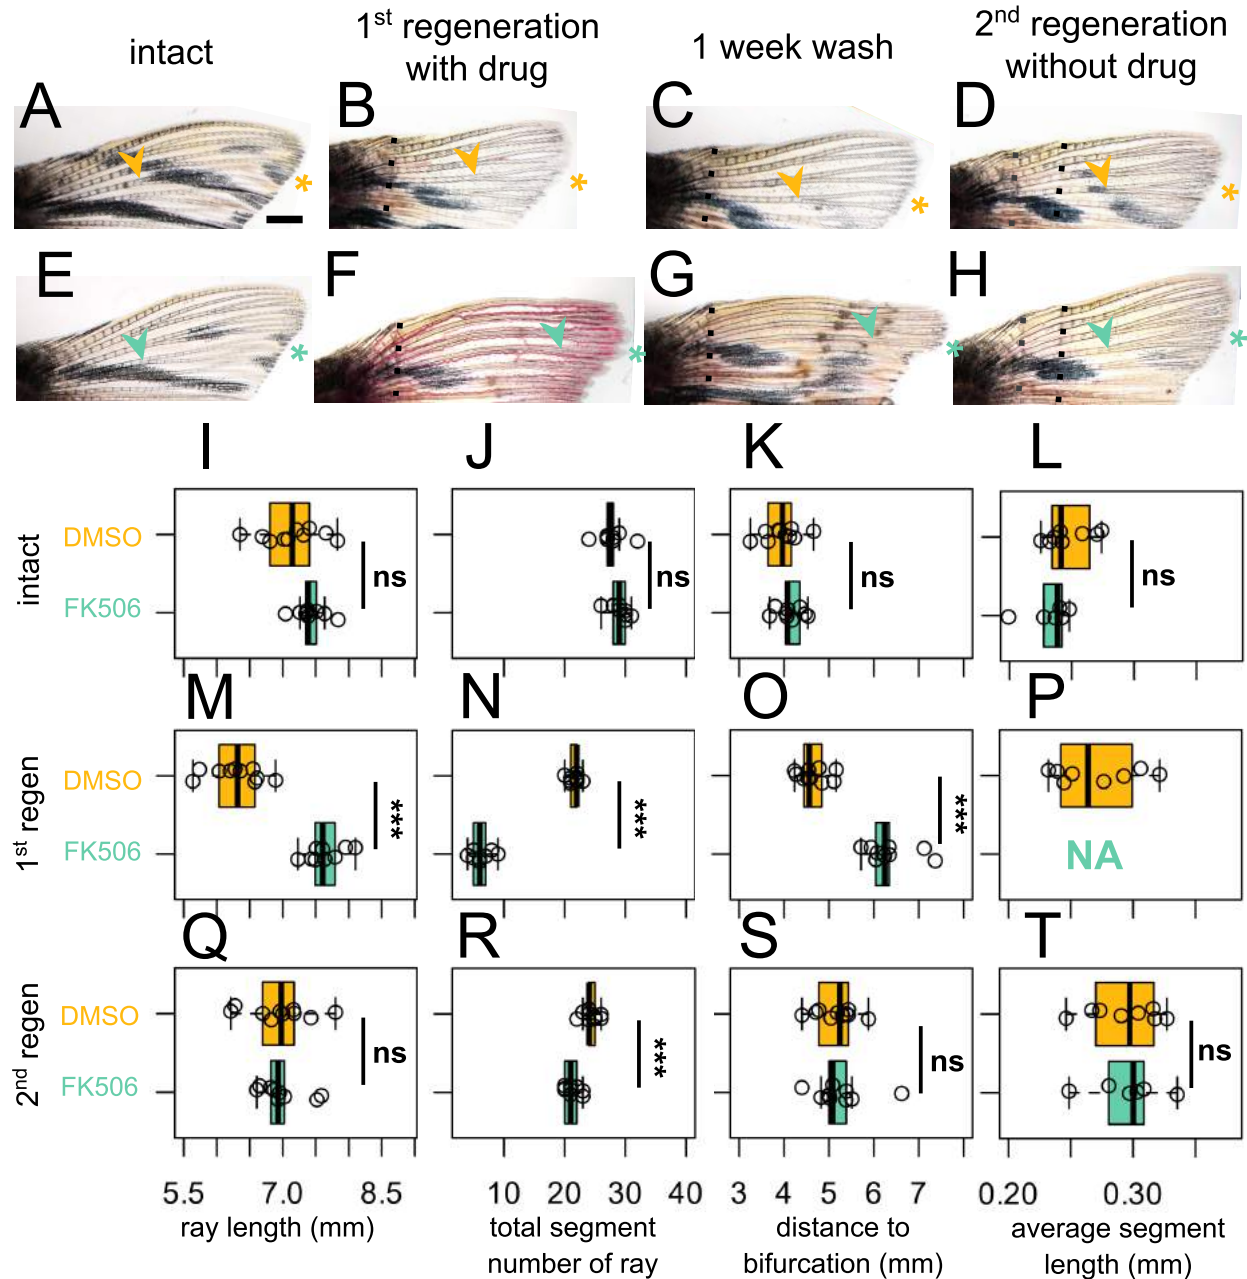 intact
1st regeneration
with drug
1 week wash
2nd regeneration
without drug
A
B
C
D
*
*
*
*
E
F
G
H
*
*
*
*
I
J
K
L
intact
DMSO
FK506
ns
ns
ns
ns
M
N
O
P
1st regen
DMSO
FK506
***
***
***
NA
Q
R
S
T
2nd regen
DMSO
FK506
ns
***
ns
ns
5.5 7.0 8.5
10 20 30 40
3 4 5 6 7
0.20 0.30
ray length (mm)
total segment
number of ray
distance to
bifurcation (mm)
average segment
length (mm)